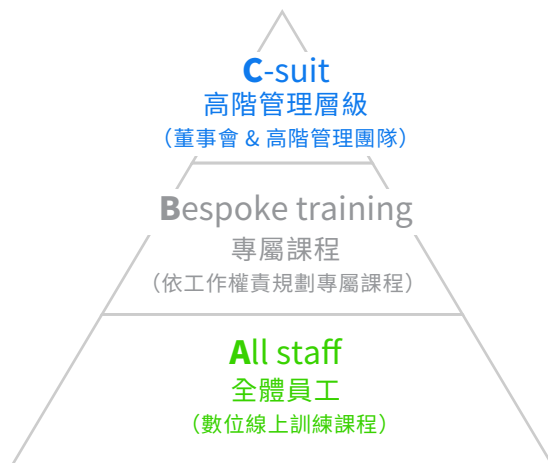 C-suit
高階管理層級
（董事會 & 高階管理團隊）
Bespoke training
專屬課程
（依工作權責規劃專屬課程）
All staff
全體員工
（數位線上訓練課程）